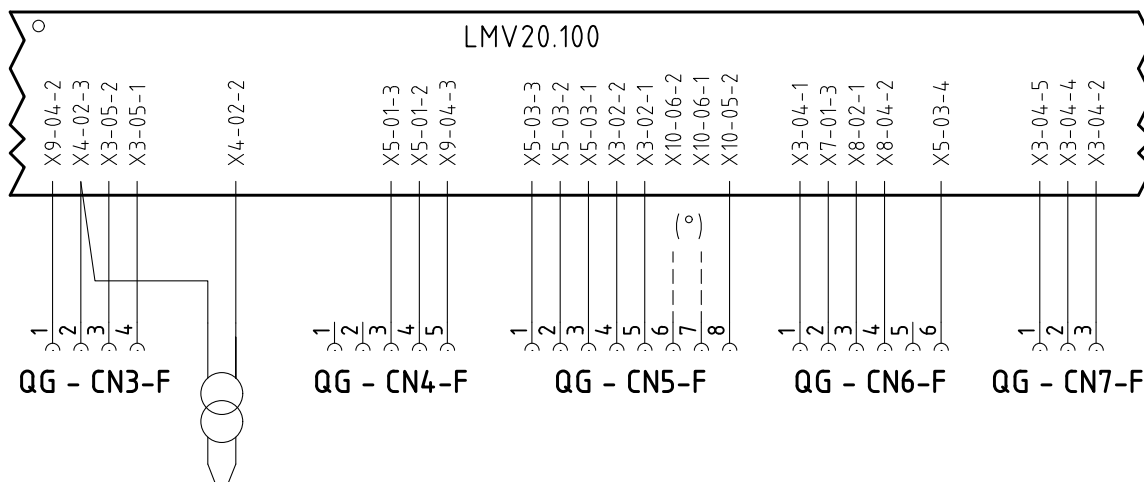 LMV20.100
X9-04-2
X4-02-3
X3-05-2
X3-05-1
X4-02-2
X5-01-3
X5-01-2
X9-04-3
X5-03-3
X5-03-2
X5-03-1
X3-02-2
X3-02-1
X10-06-2
X10-06-1
X10-05-2
X3-04-1
X7-01-3
X8-02-1
X8-04-2
X5-03-4
X3-04-5
X3-04-4
X3-04-2
(°)
1 2 3 4
1 2 3 4 5
1 2 3 4 5 6 7 8
1 2 3 4 5 6
1 2 3
QG - CN3-F
QG - CN4-F
QG - CN5-F
QG - CN6-F
QG - CN7-F